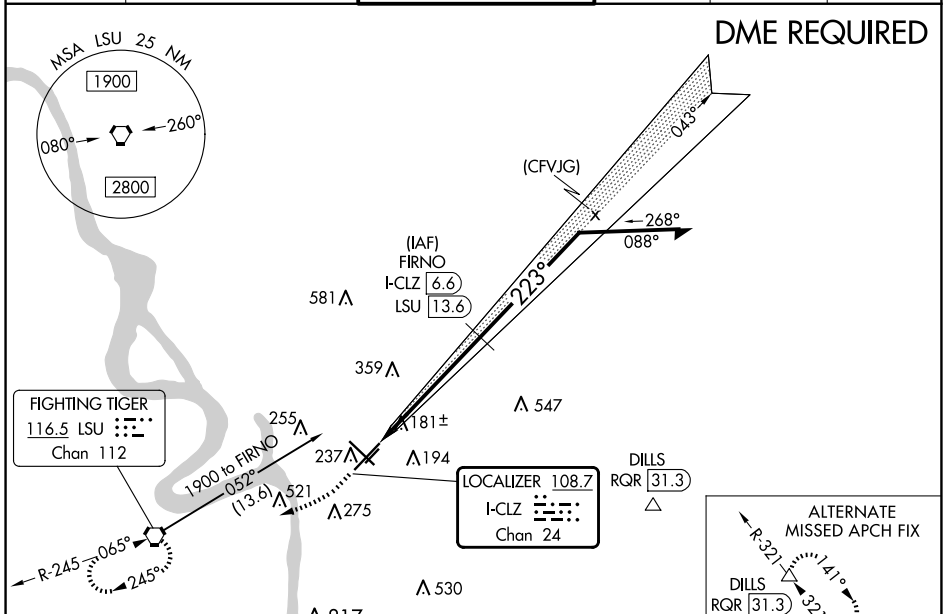 DME REQUIRED
MSA LSU 25 NM
1900
080°
260°
2800
043°
(CFVJG)
268°
088°
223°
(IAF)
FIRNO
I-CLZ 6.6
LSU 13.6
581
359
547
FIGHTING TIGER
116.5 LSU
Chan 112
255
181±
1900 to FIRNO
052°
(13.6)
237
194
521
275
LOCALIZER 108.7
I-CLZ
Chan 24
DILLS
RQR 31.3
R-245
065°
245°
530
ALTERNATE
MISSED APCH FIX
R-321
141°
DILLS
RQR 31.3